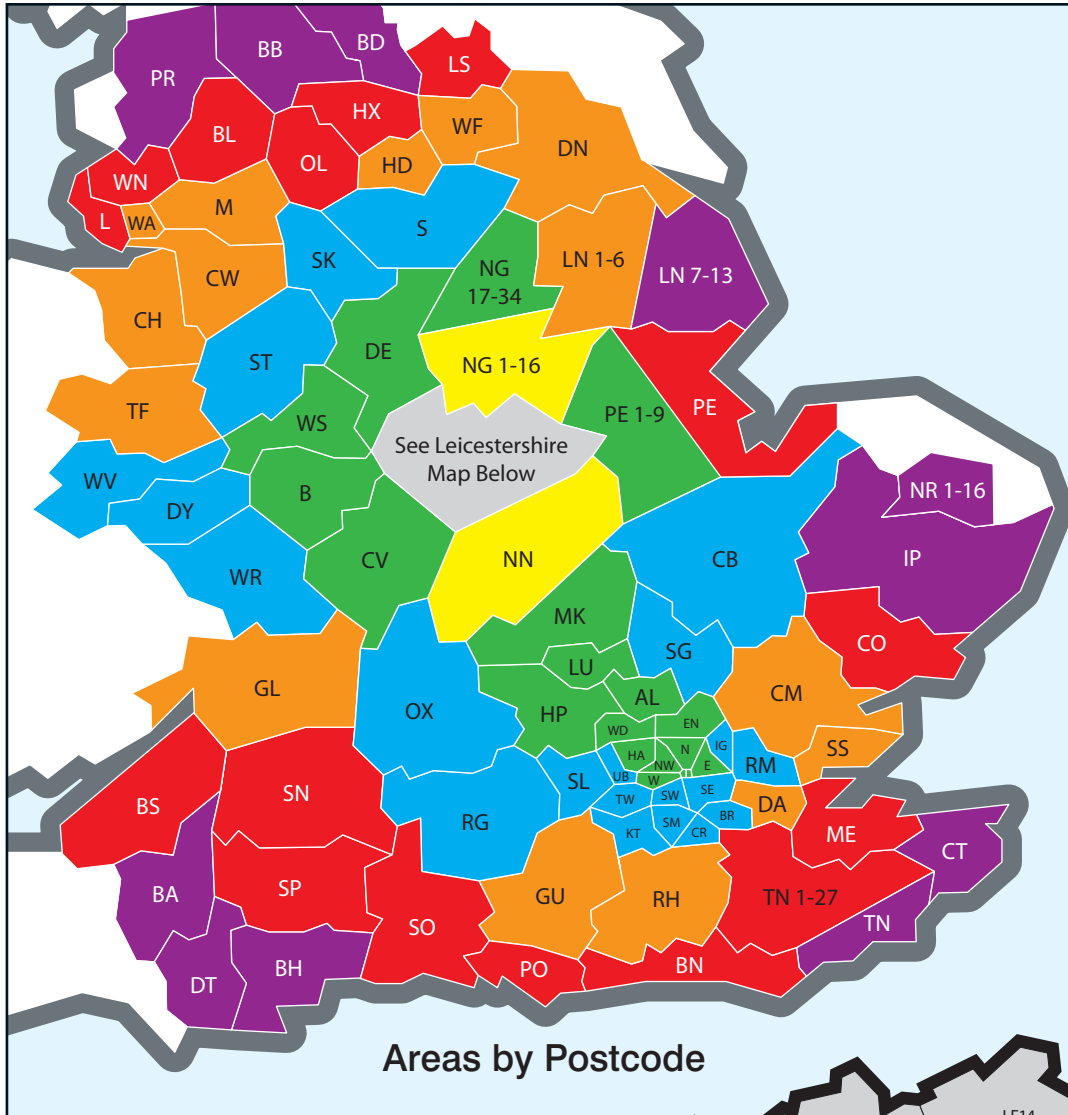 BB
BD
LS
PR
HX
WF
BL
OL
HD
DN
WN
M
L
WA
S
SK
NG
17-34
LN 1-6
LN 7-13
CW
CH
ST
DE
NG 1-16
PE
TF
WS
See Leicestershire
Map Below
PE 1-9
WV
B
DY
NR 1-16
CV
NN
CB
IP
WR
MK
CO
SG
LU
GL
OX
AL
CM
HP
EN
WD
SS
HA
NW
N
E
IG
RM
BS
SN
SL
UB
W
TW
SW
SE
DA
RG
KT
SM
CR
BR
ME
CT
BA
SP
GU
RH
TN 1-27
SO
TN
DT
BH
PO
BN
Areas by Postcode